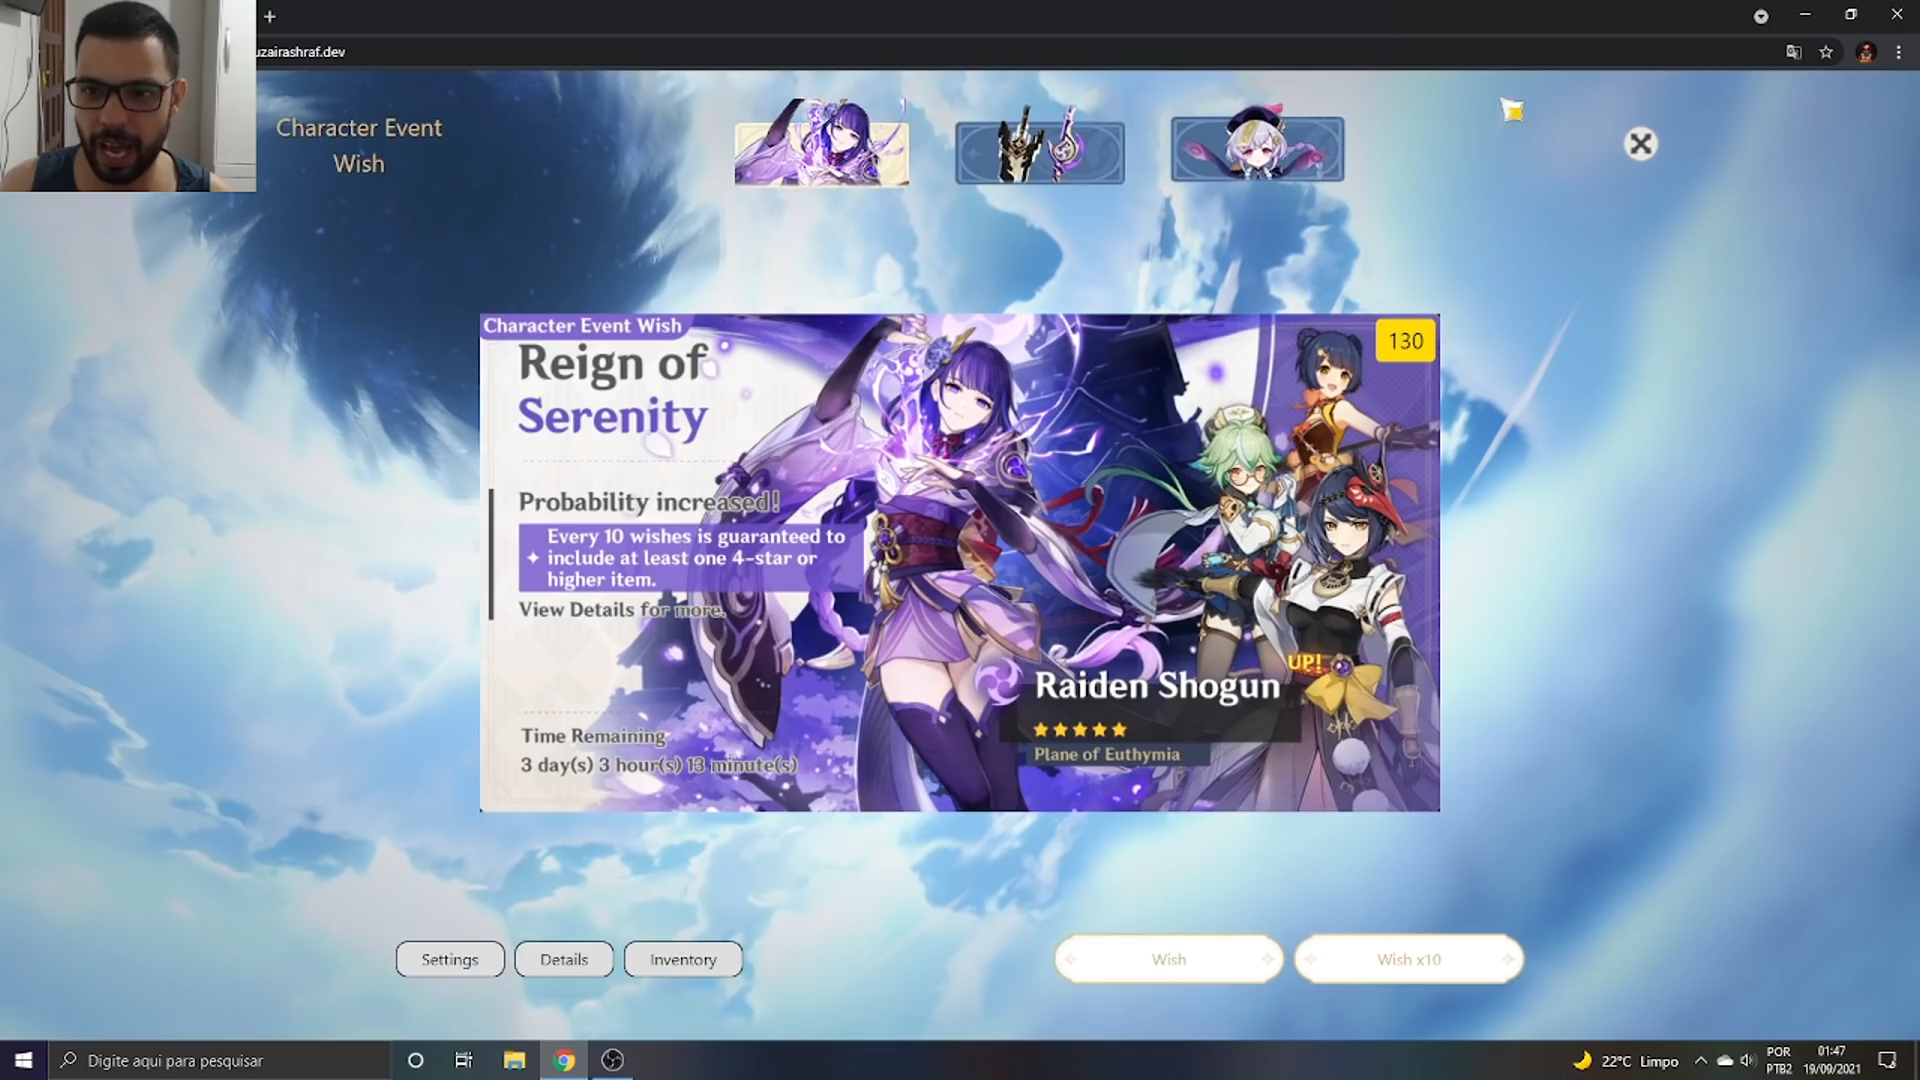 uzairashraf.dev
Character Event
Wish
Character Event Wish
130
Reign of
Serenity
Probability increased!
Every 10 wishes is guaranteed to
include at least one 4-star or
higher item.
View Details for more.
UP!
Raiden Shogun
Plane of Euthymia
Time Remaining
3 day(s) 3 hour(s) 13 minute(s)
Settings
Details
Inventory
Wish
Wish x10
Digite aqui para pesquisar
22°C Limpo
POR
PTB2
01:47
19/09/2021